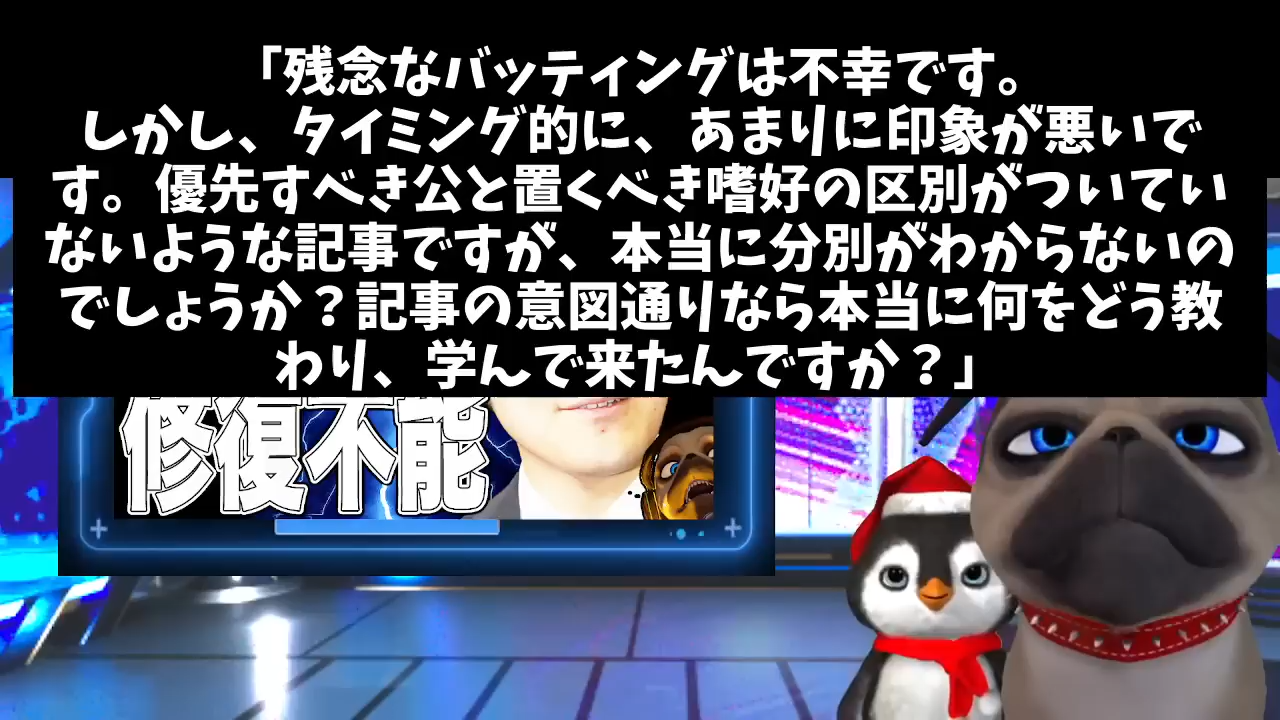 「残念なバッティングは不幸です。
しかし、タイミング的に、あまりに印象が悪いで
す。優先すべき公と置くべき嗜好の区別がついてい
ないような記事ですが、本当に分別がわからないの
でしょうか？記事の意図通りなら本当に何をどう教
わり、学んで来たんですか？」
修復不能